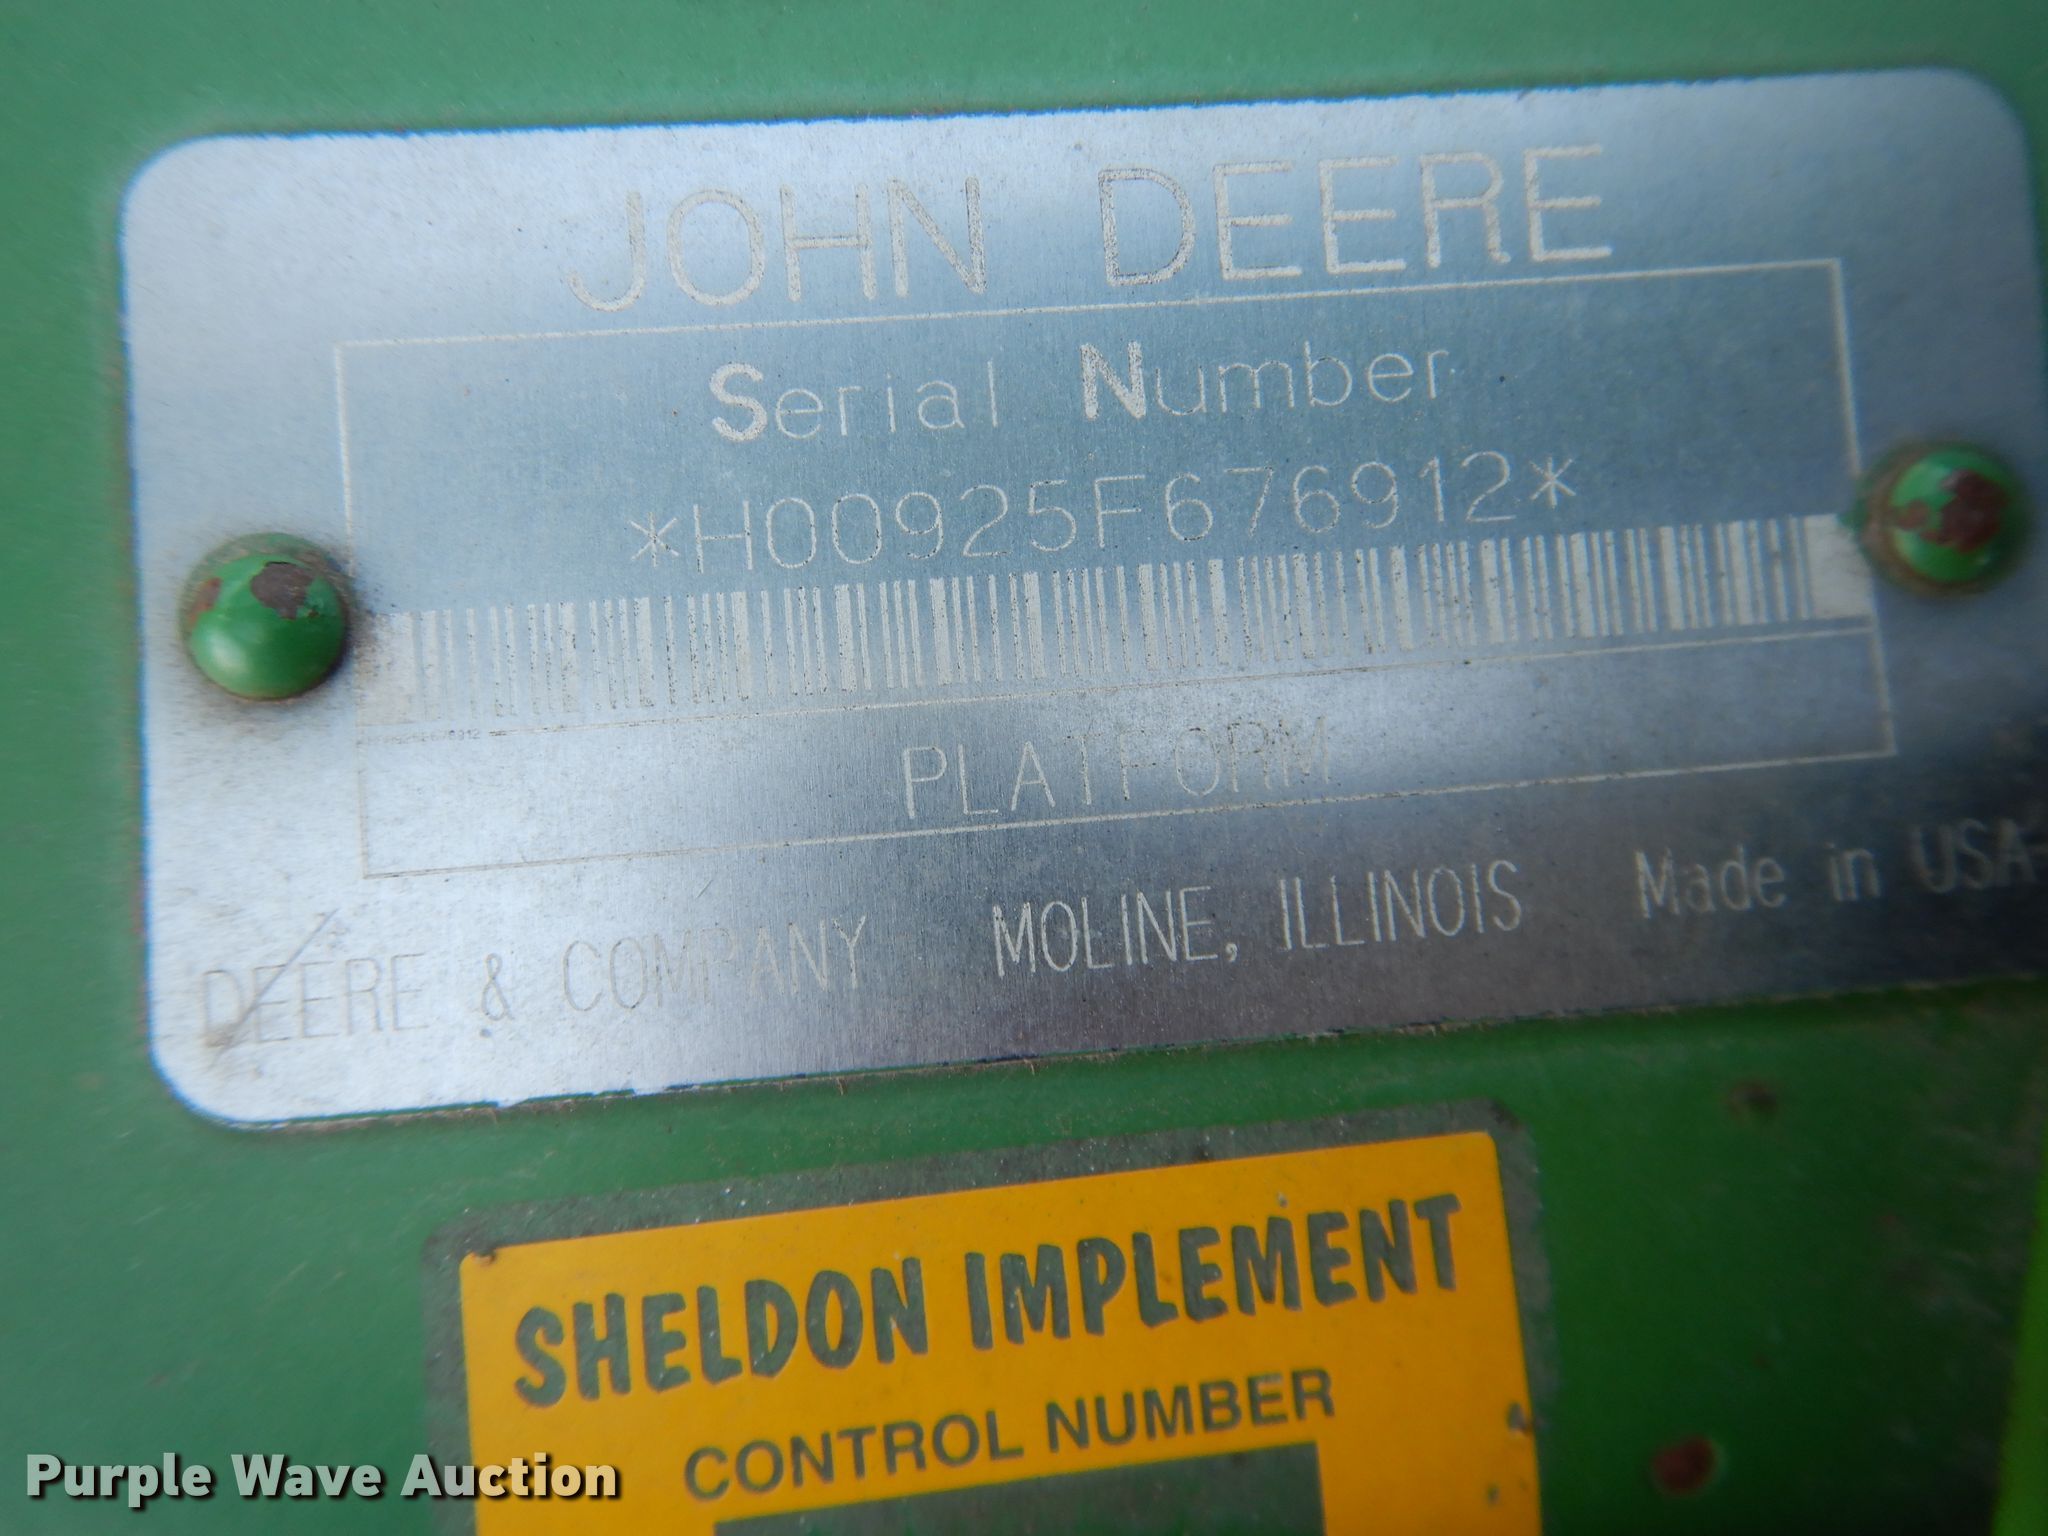 JOHN DEERE
Serial Number
*H00925F676912*
PLATFORM
DEERE & COMPANY MOLINE, ILLINOIS Made in USA
SHELDON IMPLEMENT
CONTROL NUMBER
Purple Wave Auction